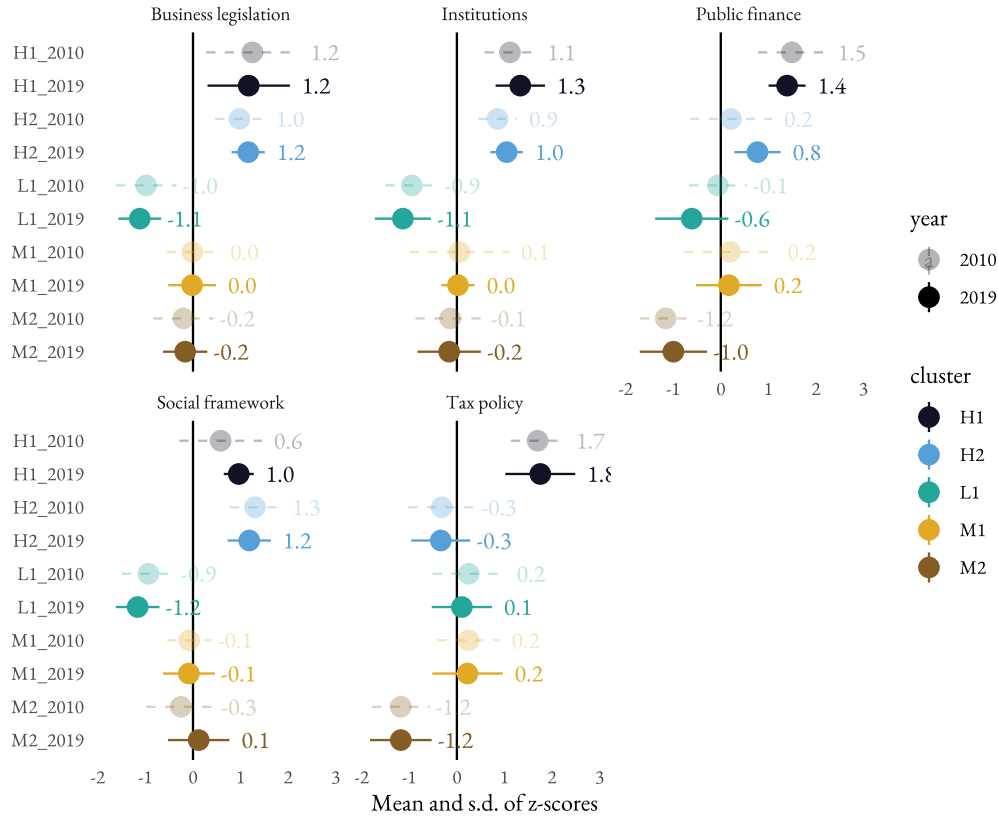 Business legislation
Institutions
Public finance
H1_2010 1.2 1.1 1.5
H1_2019 1.2 1.3 1.4
H2_2010 1.0 0.9 0.2
H2_2019 1.2 1.0 0.8
L1_2010 -1.0 -0.9 -0.1
L1_2019 -1.1 -1.1 -0.6
M1_2010 0.0 0.1 0.2
M1_2019 0.0 0.0 0.2
M2_2010 -0.2 -0.1 -1.2
M2_2019 -0.2 -0.2 -1.0
-2 -1 0 1 2 3
Social framework
Tax policy
H1_2010 0.6 1.7
H1_2019 1.0 1.8
H2_2010 1.3 -0.3
H2_2019 1.2 -0.3
L1_2010 -0.9 0.2
L1_2019 -1.2 0.1
M1_2010 -0.1 0.2
M1_2019 -0.1 0.2
M2_2010 -0.3 -1.2
M2_2019 0.1 -1.2
-2 -1 0 1 2 3 -2 -1 0 1 2 3
Mean and s.d. of z-scores
year
a 2010
2019
cluster
H1
H2
L1
M1
M2